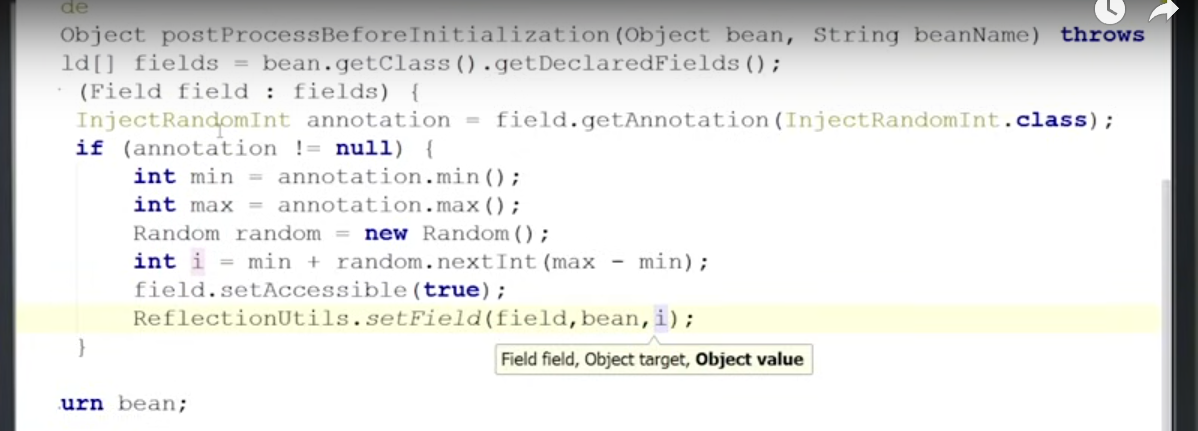 de
Object postProcessBeforeInitialization(Object bean, String beanName) throws
ld[] fields = bean.getClass().getDeclaredFields();
(Field field : fields) {
InjectRandomInt annotation = field.getAnnotation(InjectRandomInt.class);
if (annotation != null) {
int min = annotation.min();
int max = annotation.max();
Random random = new Random();
int i = min + random.nextInt(max - min);
field.setAccessible(true);
ReflectionUtils.setField(field,bean,i);
}
Field field, Object target, Object value
urn bean;